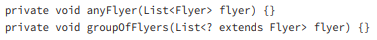 private void anyFlyer(List<Flyer> flyer) {}
private void groupOfFlyers(List<? extends Flyer> flyer) {}